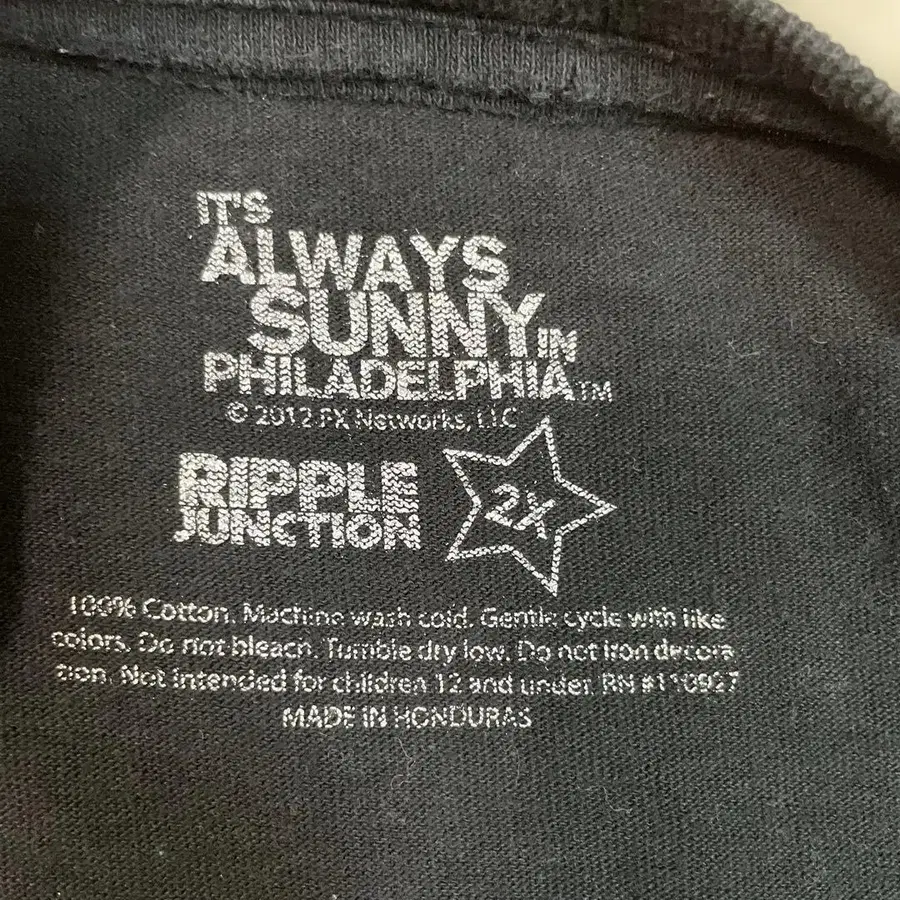 IT'S
ALWAYS
SUNNY IN
PHILADELPHIA TM
© 2012 FX Networks, LLC
RIPPLE
JUNCTION
2X
100% Cotton. Machine wash cold. Gentle cycle with like
colors. Do not bleach. Tumble dry low. Do not iron decora
tion. Not intended for children 12 and under. RN #110927
MADE IN HONDURAS